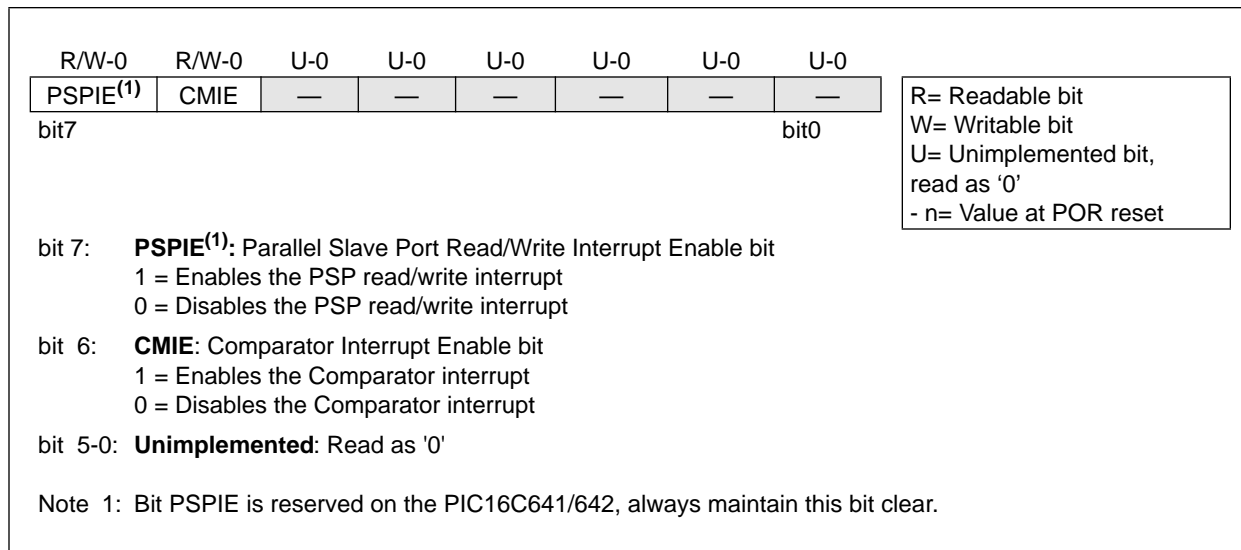 R/W-0 R/W-0 U-0 U-0 U-0 U-0 U-0 U-0
PSPIE(1) CMIE — — — — — —
bit7 bit0
R= Readable bit
W= Writable bit
U= Unimplemented bit,
read as ‘0’
- n= Value at POR reset
bit 7: PSPIE(1): Parallel Slave Port Read/Write Interrupt Enable bit
1 = Enables the PSP read/write interrupt
0 = Disables the PSP read/write interrupt
bit 6: CMIE: Comparator Interrupt Enable bit
1 = Enables the Comparator interrupt
0 = Disables the Comparator interrupt
bit 5-0: Unimplemented: Read as '0'
Note 1: Bit PSPIE is reserved on the PIC16C641/642, always maintain this bit clear.